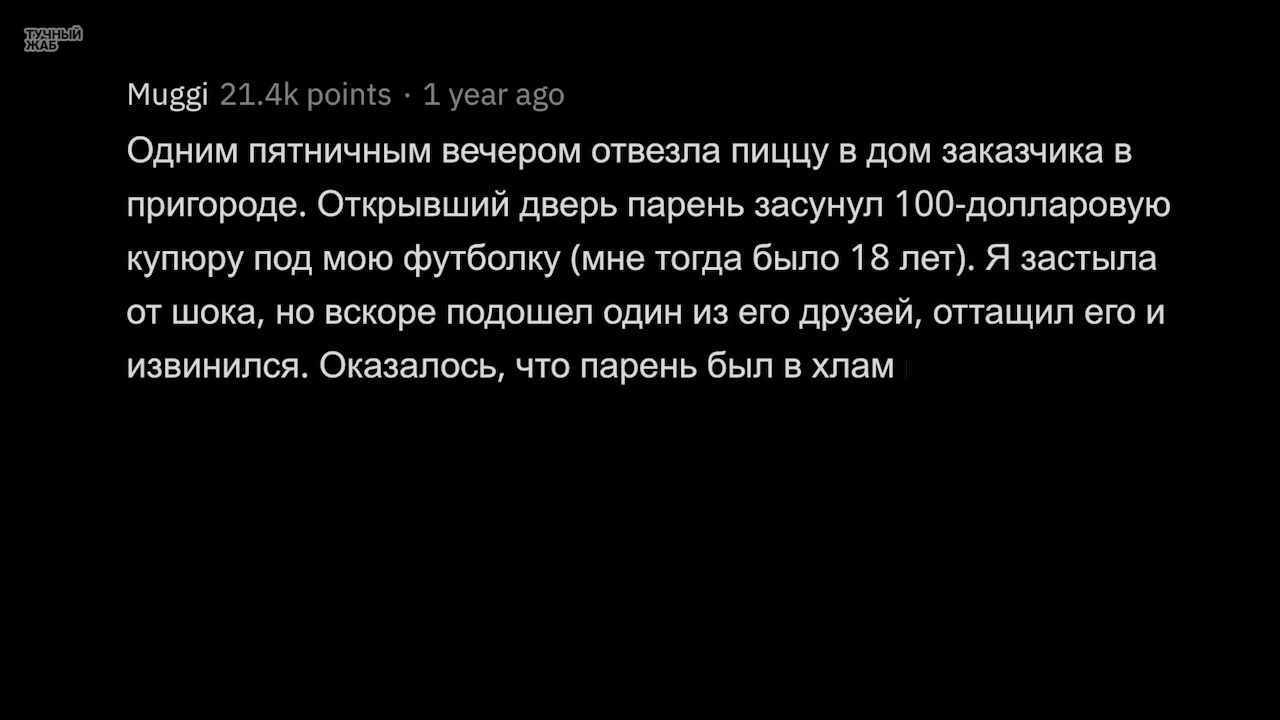 ТУЧНЫЙ
ЖАБ
Muggi 21.4k points · 1 year ago
Одним пятничным вечером отвезла пиццу в дом заказчика в
пригороде. Открывший дверь парень засунул 100-долларовую
купюру под мою футболку (мне тогда было 18 лет). Я застыла
от шока, но вскоре подошел один из его друзей, оттащил его и
извинился. Оказалось, что парень был в хлам